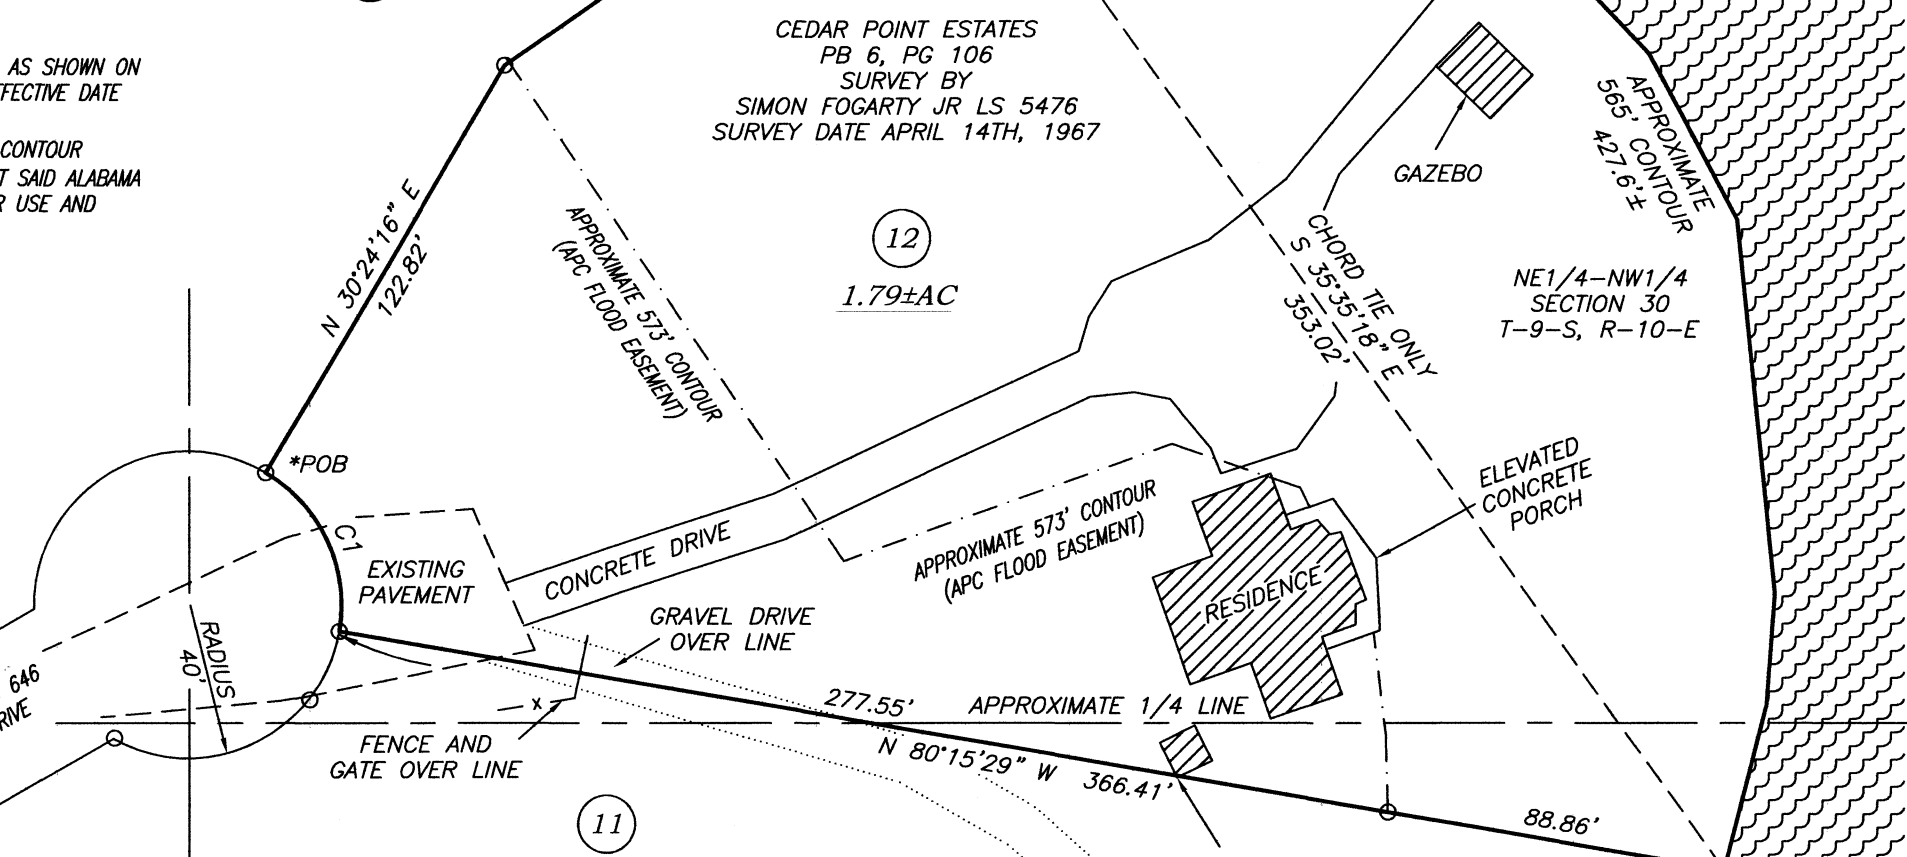 AS SHOWN ON
FFECTIVE DATE
CONTOUR
T SAID ALABAMA
R USE AND
CEDAR POINT ESTATES
PB 6, PG 106
SURVEY BY
SIMON FOGARTY JR LS 5476
SURVEY DATE APRIL 14TH, 1967
12
1.79±AC
N 30°24'16" E
122.82'
APPROXIMATE 573' CONTOUR
(APC FLOOD EASEMENT)
GAZEBO
APPROXIMATE
565' CONTOUR
427.6'±
CHORD TIE ONLY
S 35°35'18" E
353.02'
NE1/4-NW1/4
SECTION 30
T-9-S, R-10-E
*POB
C1
EXISTING
PAVEMENT
CONCRETE DRIVE
APPROXIMATE 573' CONTOUR
(APC FLOOD EASEMENT)
ELEVATED
CONCRETE
PORCH
RESIDENCE
GRAVEL DRIVE
OVER LINE
RADIUS
40'
646
RIVE
x
277.55'
APPROXIMATE 1/4 LINE
FENCE AND
GATE OVER LINE
N 80°15'29" W 366.41'
88.86'
11